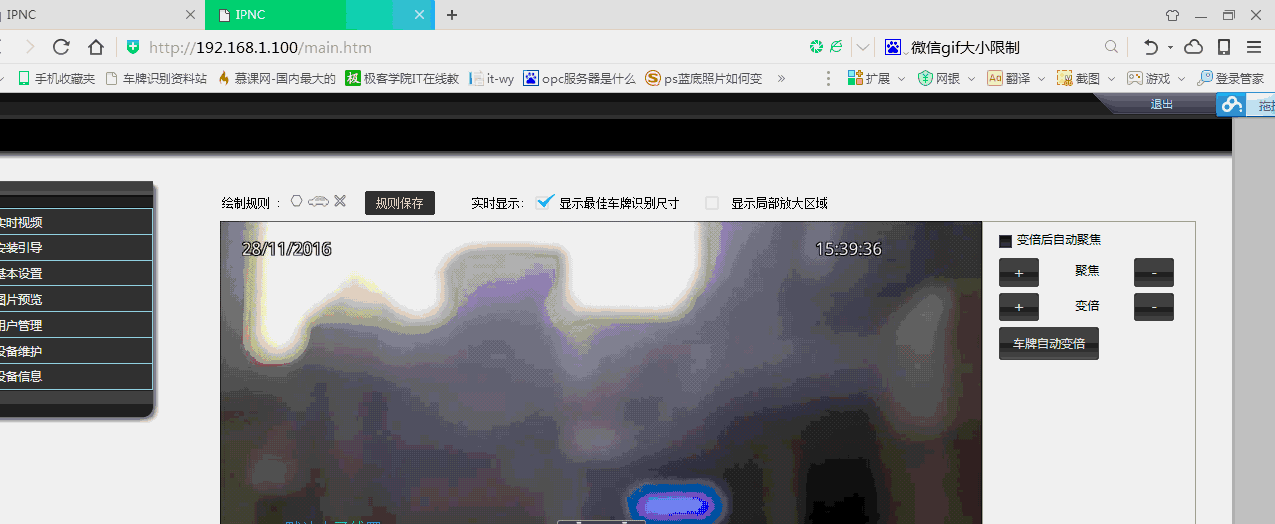 IPNC
IPNC
http://192.168.1.100/main.htm
微信gif大小限制
手机收藏夹
车牌识别资料站
慕课网-国内最大的
极客学院IT在线教
it-wy
opc服务器是什么
ps蓝底照片如何变
扩展
网银
翻译
截图
游戏
登录管家
退出
绘制规则 :
规则保存
实时显示:
显示最佳车牌识别尺寸
显示局部放大区域
实时视频
安装引导
基本设置
图片预览
用户管理
设备维护
设备信息
28/11/2016
15:39:36
变倍后自动聚焦
+ 聚焦 -
+ 变倍 -
车牌自动变倍